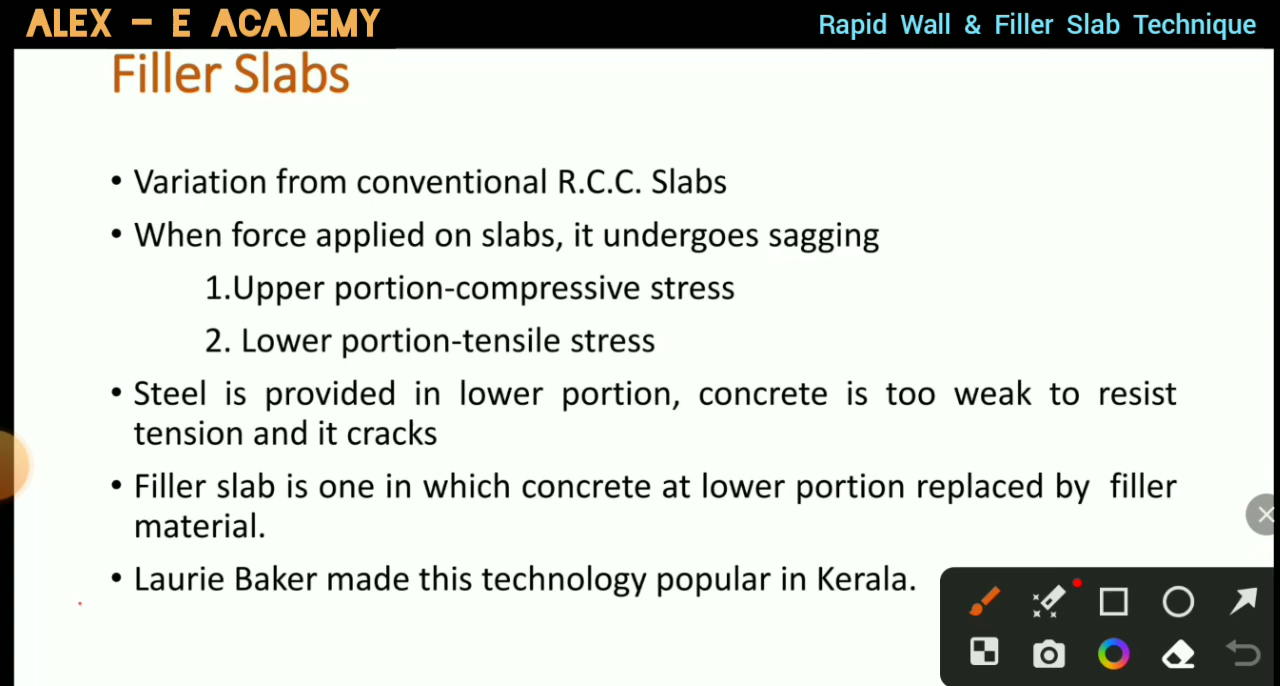 ALEX - E ACADEMY
Rapid Wall & Filler Slab Technique
Filler Slabs
• Variation from conventional R.C.C. Slabs
• When force applied on slabs, it undergoes sagging
1.Upper portion-compressive stress
2. Lower portion-tensile stress
• Steel is provided in lower portion, concrete is too weak to resist
tension and it cracks
• Filler slab is one in which concrete at lower portion replaced by filler
material.
• Laurie Baker made this technology popular in Kerala.